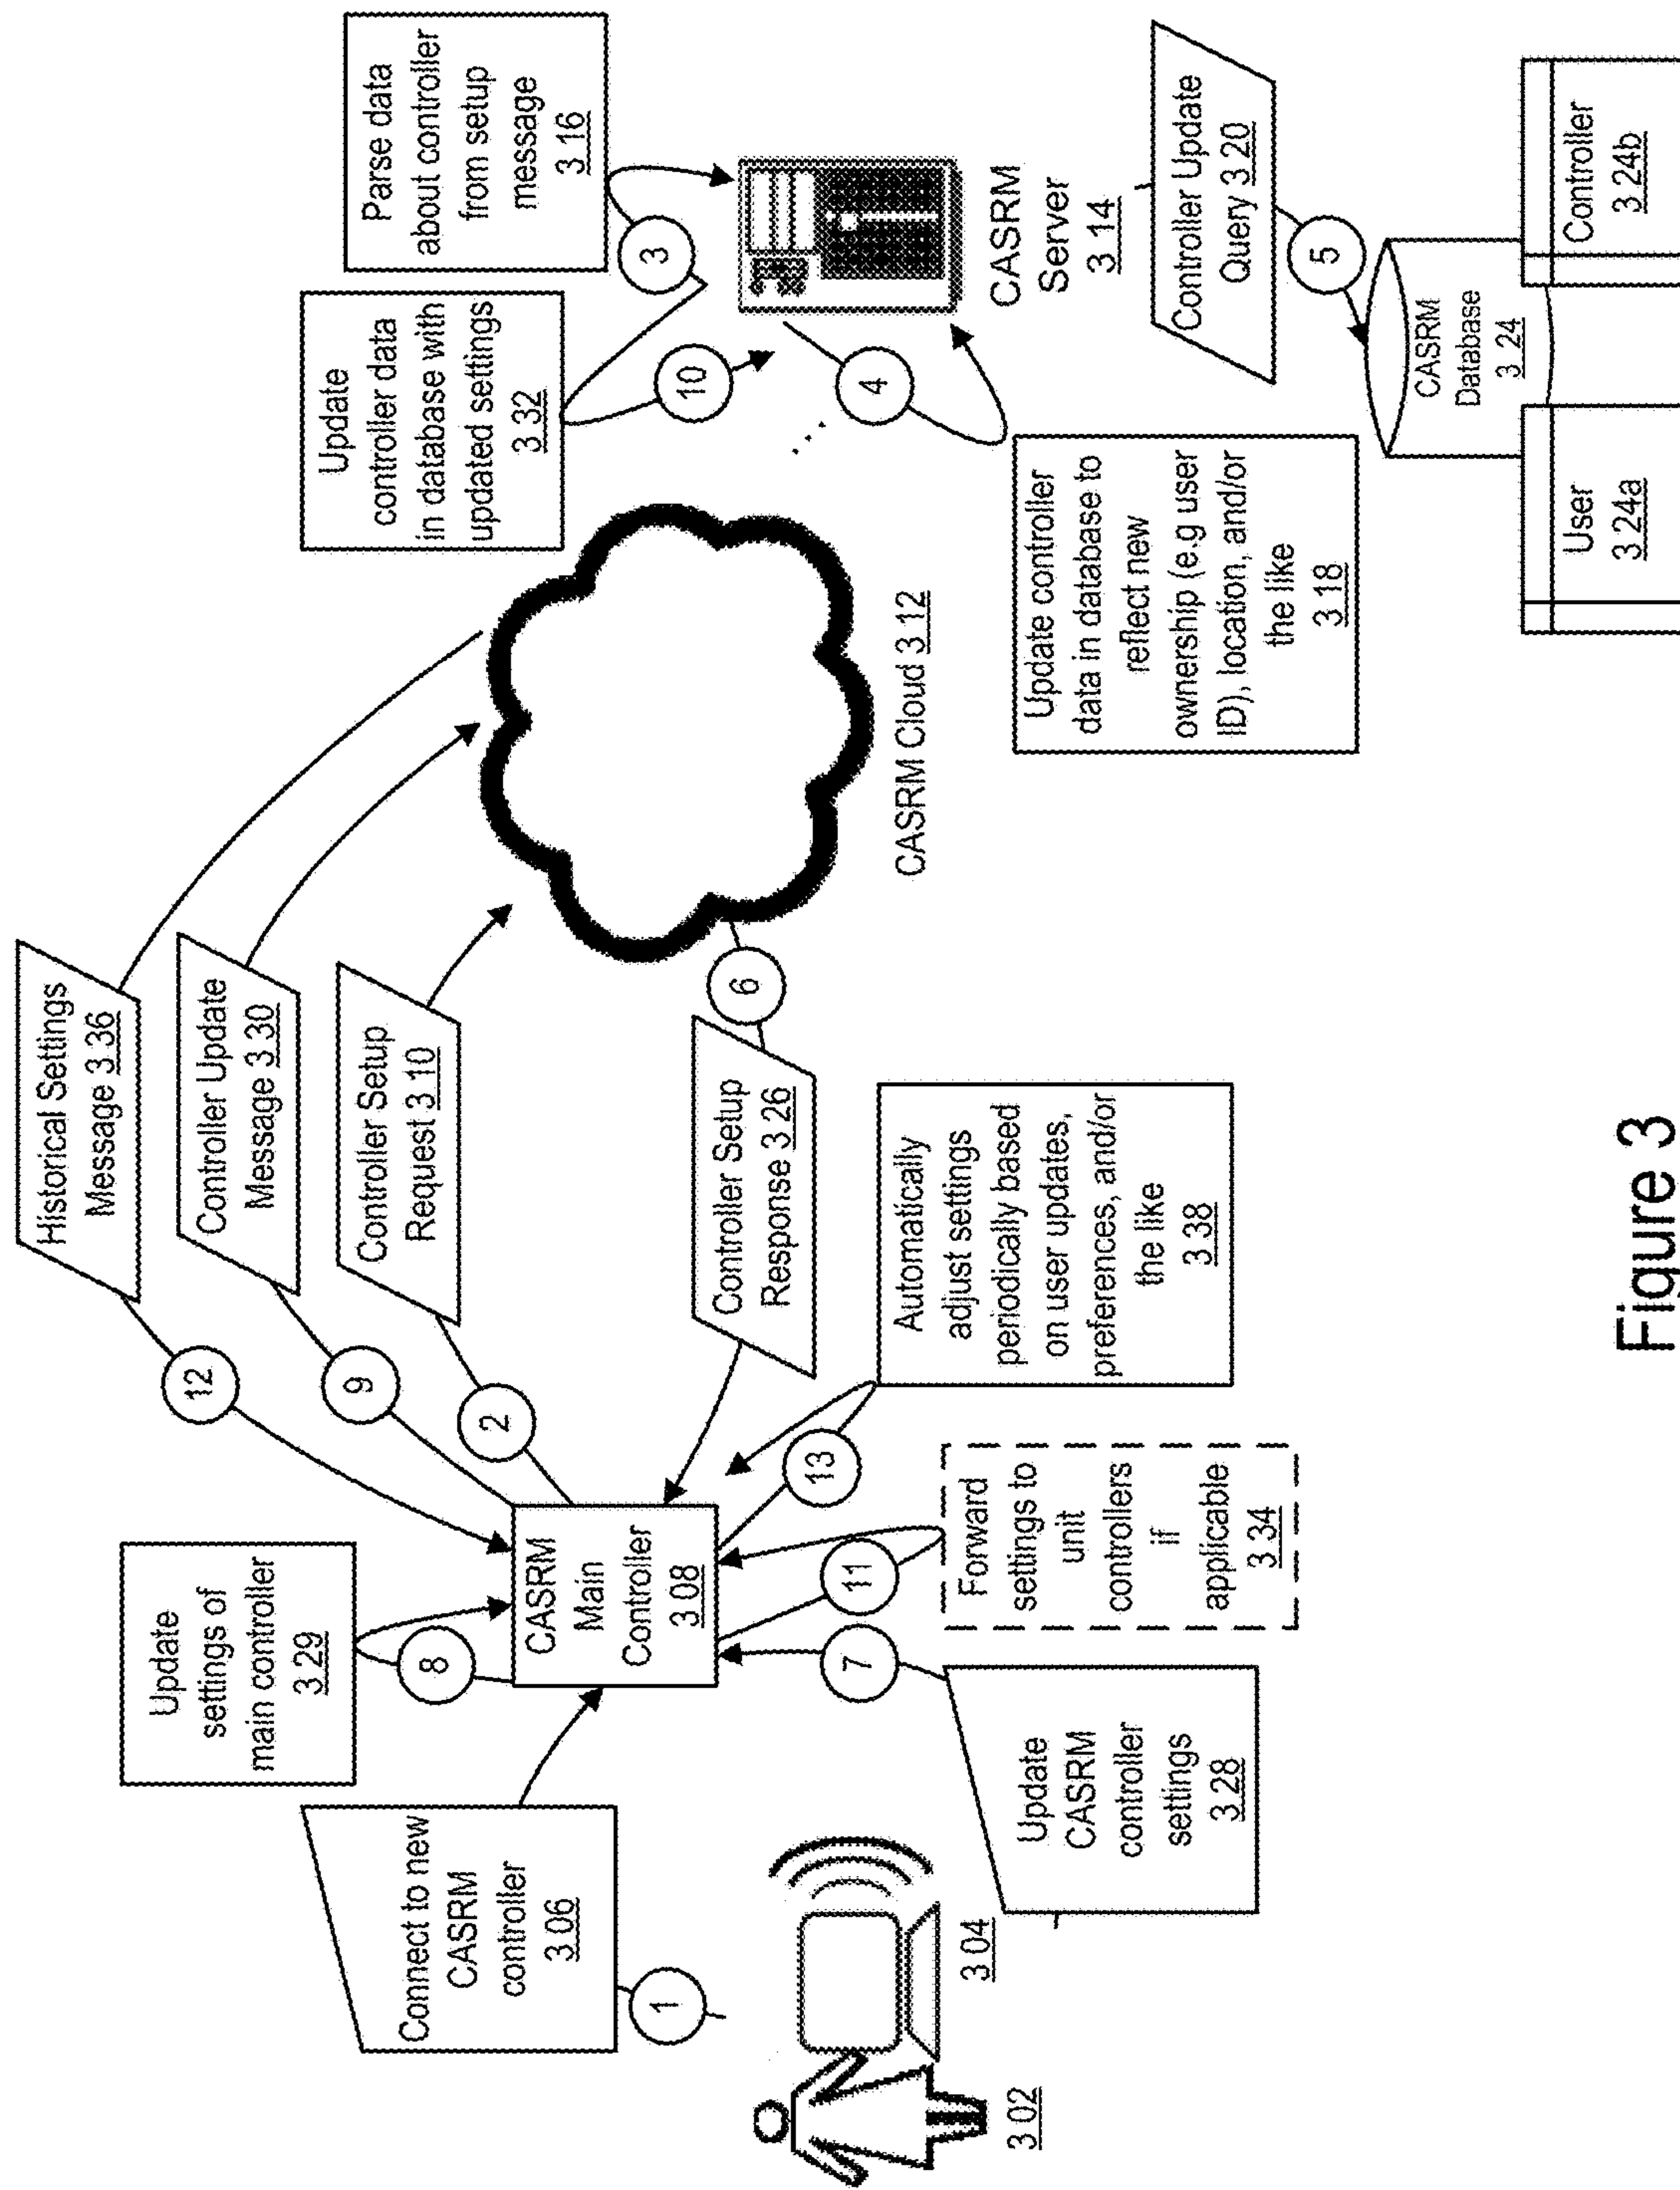 Historical Settings
Message 3 36
Controller Update
Message 3 30
Controller Setup
Request 3 10
Controller Setup
Response 3 26
12
9
2
6
Update
settings of
main controller
3 29
8
Connect to new
CASRM
controller
3 06
1
CASRM
Main
Controller
3 08
3 02
3 04
7
Update
CASRM
controller
settings
3 28
11
Forward
settings to
unit
controllers
if
applicable
3 34
13
Automatically
adjust settings
periodically based
on user updates,
preferences, and/or
the like
3 38
CASRM Cloud 3 12
Update
controller data
in database with
updated settings
3 32
10
Parse data
about controller
from setup
message
3 16
3
CASRM
Server
3 14
4
Update controller
data in database to
reflect new
ownership (e.g user
ID), location, and/or
the like
3 18
Controller Update
Query 3 20
5
CASRM
Database
3 24
User
3 24a
Controller
3 24b
Figure 3